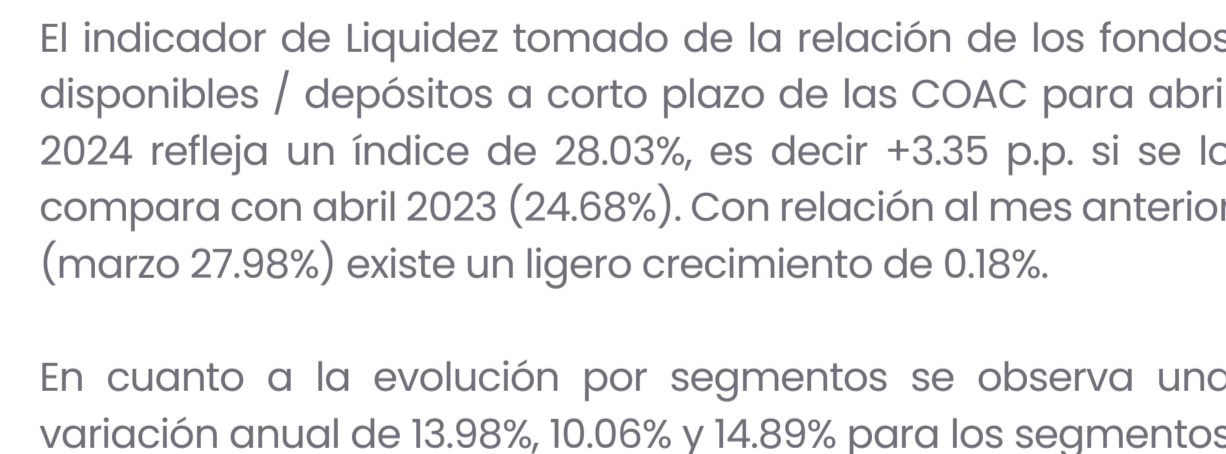 El indicador de Liquidez tomado de la relación de los fondos
disponibles / depósitos a corto plazo de las COAC para abri
2024 refleja un índice de 28.03%, es decir +3.35 p.p. si se lo
compara con abril 2023 (24.68%). Con relación al mes anterior
(marzo 27.98%) existe un ligero crecimiento de 0.18%.
En cuanto a la evolución por segmentos se observa una
variación anual de 13.98%, 10.06% y 14.89% para los segmentos